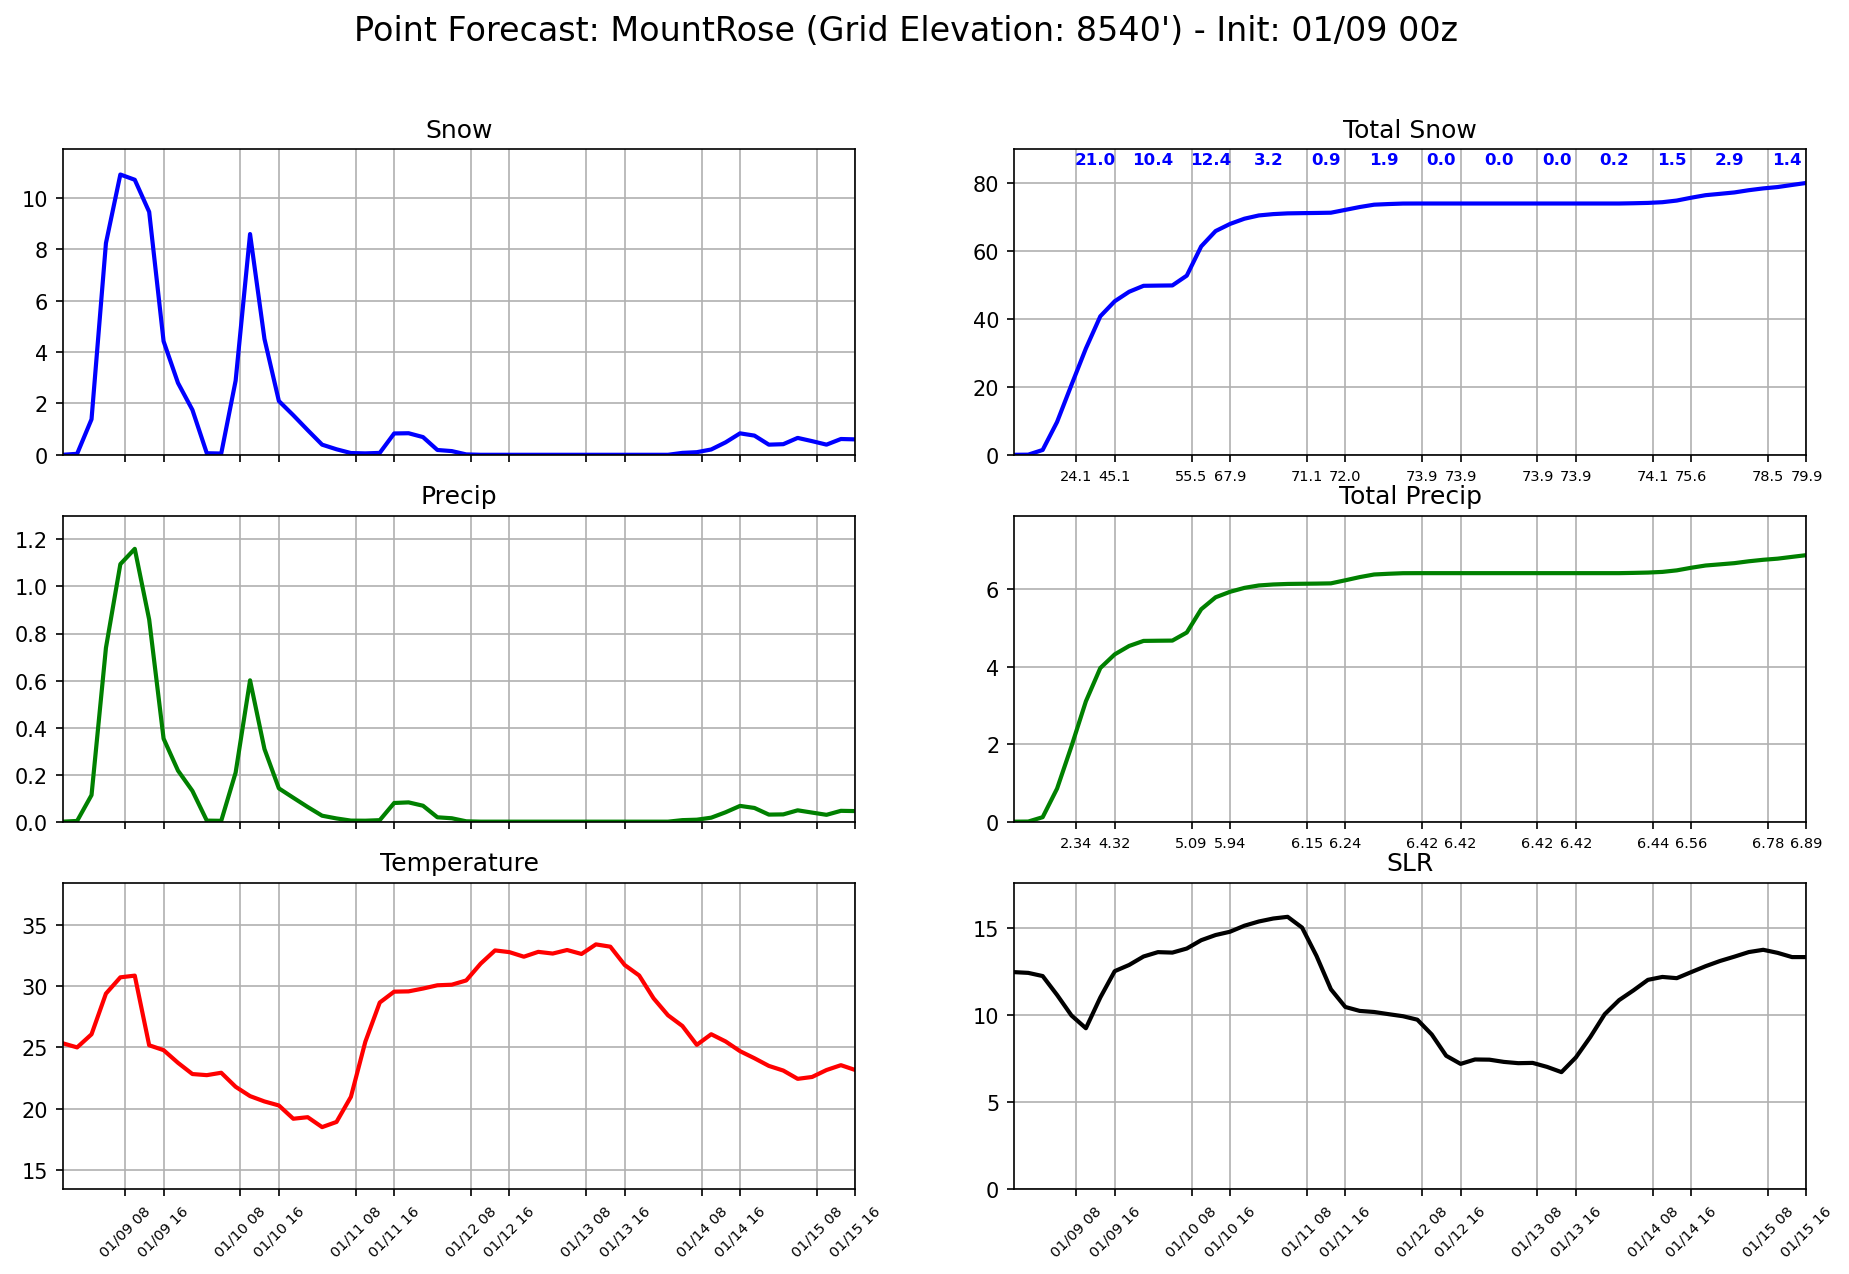 Point Forecast: MountRose (Grid Elevation: 8540') - Init: 01/09 00z
Snow
10
8
6
4
2
0
Total Snow
21.0 10.4 12.4 3.2 0.9 1.9 0.0 0.0 0.0 0.2 1.5 2.9 1.4
80
60
40
20
0
24.1 45.1 55.5 67.9 71.1 72.0 73.9 73.9 73.9 73.9 74.1 75.6 78.5 79.9
Precip
1.2
1.0
0.8
0.6
0.4
0.2
0.0
Total Precip
6
4
2
0
2.34 4.32 5.09 5.94 6.15 6.24 6.42 6.42 6.42 6.42 6.44 6.56 6.78 6.89
Temperature
35
30
25
20
15
01/09 08 01/09 16 01/10 08 01/10 16 01/11 08 01/11 16 01/12 08 01/12 16 01/13 08 01/13 16 01/14 08 01/14 16 01/15 08 01/15 16
SLR
15
10
5
0
01/09 08 01/09 16 01/10 08 01/10 16 01/11 08 01/11 16 01/12 08 01/12 16 01/13 08 01/13 16 01/14 08 01/14 16 01/15 08 01/15 16